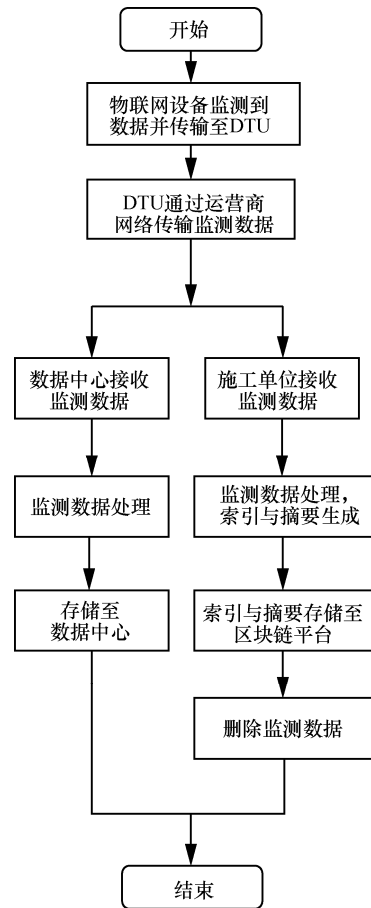 开始
物联网设备监测到
数据并传输至DTU
DTU通过运营商
网络传输监测数据
数据中心接收
监测数据
施工单位接收
监测数据
监测数据处理
监测数据处理，
索引与摘要生成
存储至
数据中心
索引与摘要存储至
区块链平台
删除监测数据
结束